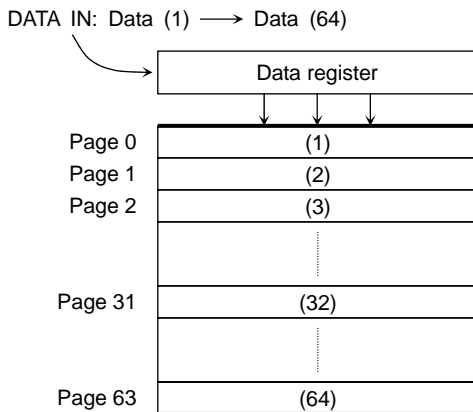 DATA IN: Data (1) → Data (64)
Data register
Page 0 (1)
Page 1 (2)
Page 2 (3)
Page 31 (32)
Page 63 (64)